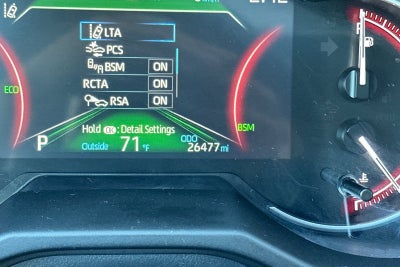 LTA
PCS
BSM ON
RCTA ON
RSA ON
ECO
BSM
Hold OK : Detail Settings
P Outside 71°F ODO 26477 mi
F